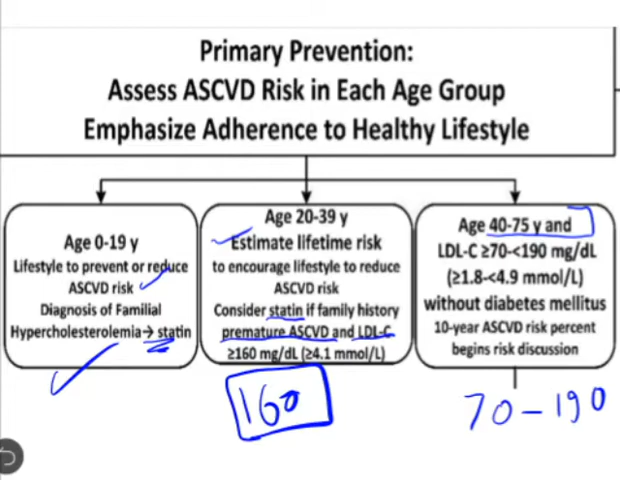 Primary Prevention:
Assess ASCVD Risk in Each Age Group
Emphasize Adherence to Healthy Lifestyle
Age 0-19 y
Lifestyle to prevent or reduce
ASCVD risk
Diagnosis of Familial
Hypercholesterolemia→ statin
Age 20-39 y
Estimate lifetime risk
to encourage lifestyle to reduce
ASCVD risk
Consider statin if family history
premature ASCVD and LDL-C
≥160 mg/dL (≥4.1 mmol/L)
160
Age 40-75 y and
LDL-C ≥70-<190 mg/dL
(≥1.8-<4.9 mmol/L)
without diabetes mellitus
10-year ASCVD risk percent
begins risk discussion
70-190